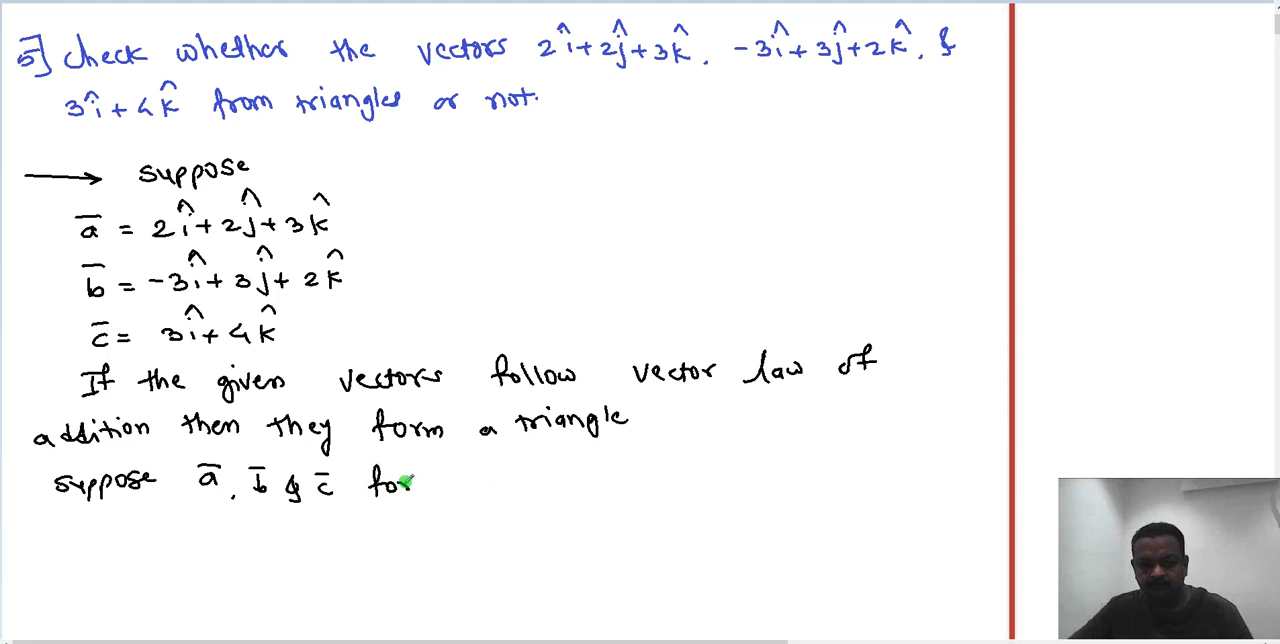 5] Check whether the vectors 2î+2ĵ+3k̂, -3î+3ĵ+2k̂, &
3î+4k̂ from triangles or not.
→ suppose
a̅ = 2î+2ĵ+3k̂
b̅ = -3î+3ĵ+2k̂
c̅ = 3î+4k̂
If the given vectors follow vector law of
addition then they form a triangle
suppose a̅, b̅ & c̅ for